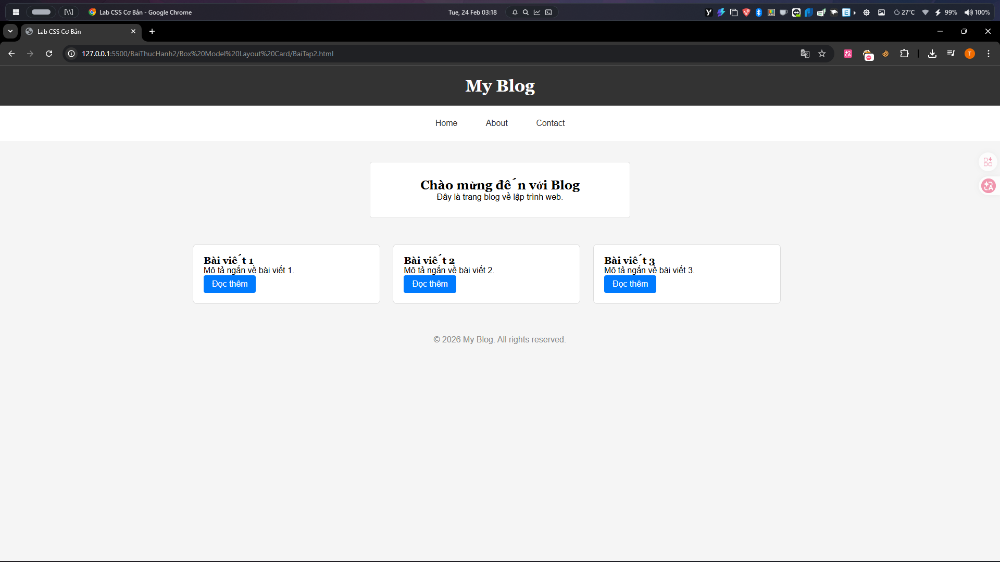 [\\] Lab CSS Cơ Bản - Google Chrome Tue, 24 Feb 03:18 27°C 99% 100%
Lab CSS Cơ Bản
127.0.0.1:5500/BaiThucHanh2/Box%20Model%20Layout%20Card/BaiTap2.html T
My Blog
Home About Contact
Chào mừng đến với Blog
Đây là trang blog về lập trình web.
Bài viết 1
Mô tả ngắn về bài viết 1.
Đọc thêm
Bài viết 2
Mô tả ngắn về bài viết 2.
Đọc thêm
Bài viết 3
Mô tả ngắn về bài viết 3.
Đọc thêm
© 2026 My Blog. All rights reserved.